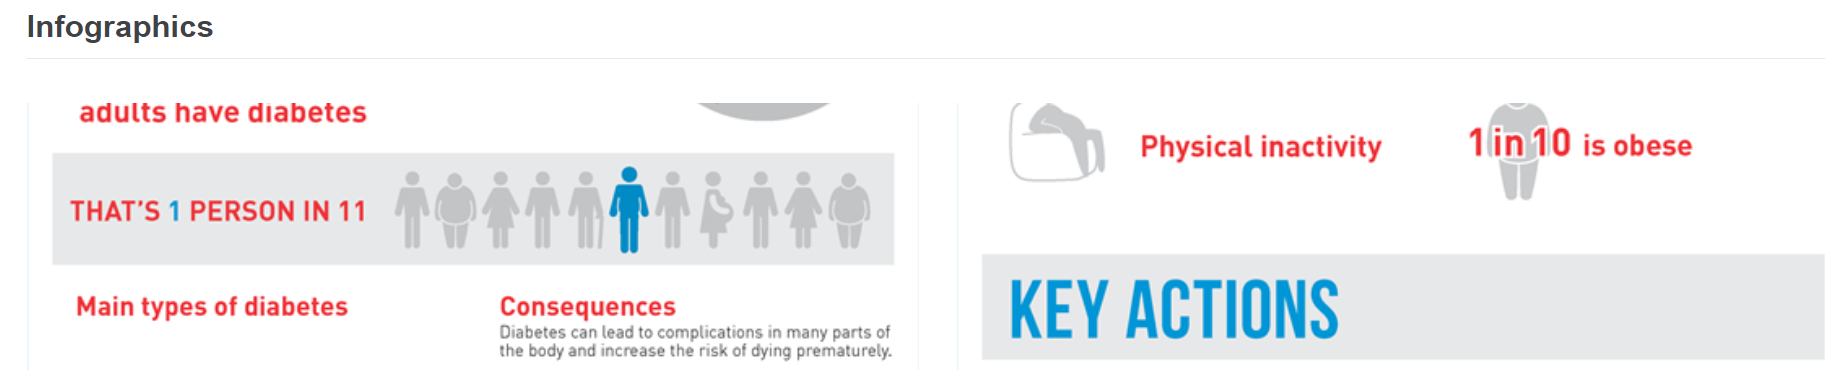 Infographics
adults have diabetes
THAT'S 1 PERSON IN 11
Main types of diabetes
Consequences
Diabetes can lead to complications in many parts of
the body and increase the risk of dying prematurely.
Physical inactivity
1 in 10 is obese
KEY ACTIONS